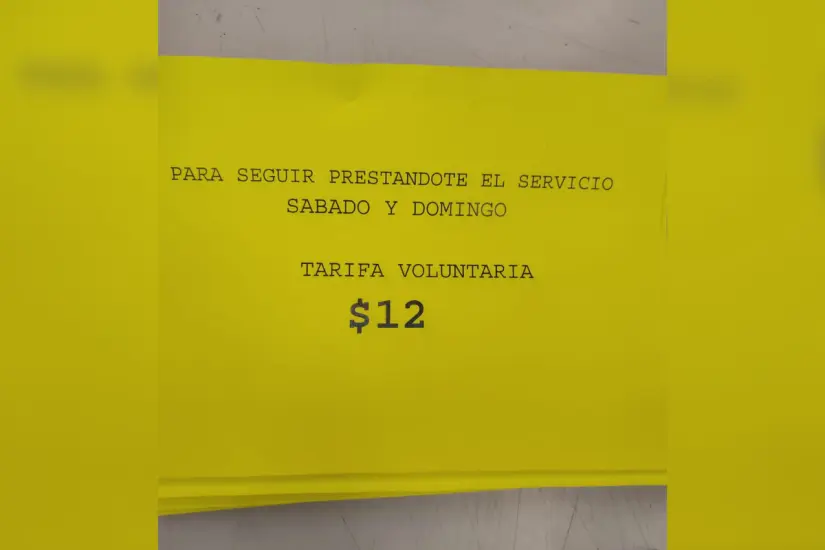 PARA SEGUIR PRESTANDOTE EL SERVICIO
SABADO Y DOMINGO
TARIFA VOLUNTARIA
$12